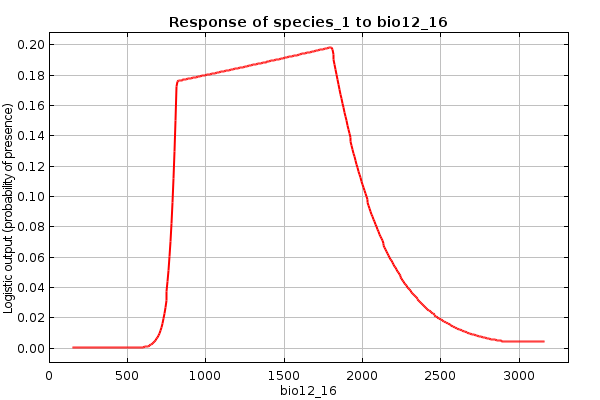 Response of species_1 to bio12_16
Logistic output (probability of presence)
0.20
0.18
0.16
0.14
0.12
0.10
0.08
0.06
0.04
0.02
0.00
0 500 1000 1500 2000 2500 3000
bio12_16